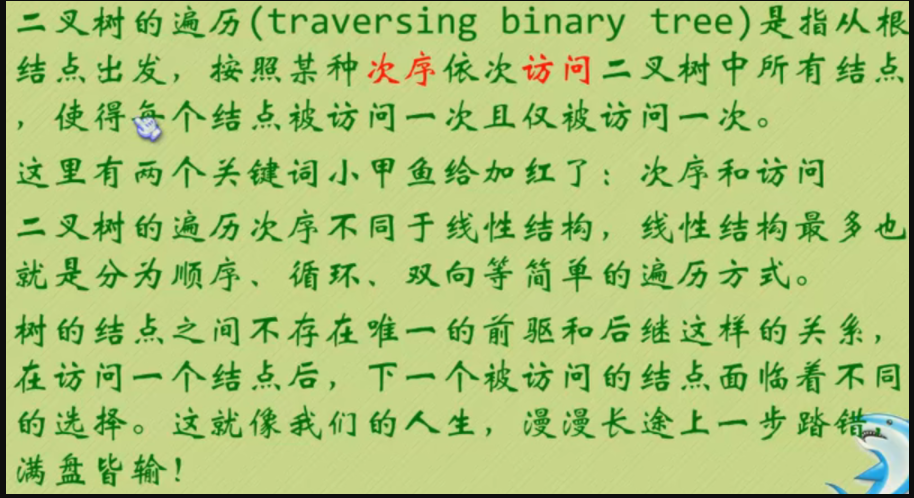 二叉树的遍历(traversing binary tree)是指从根
结点出发，按照某种次序依次访问二叉树中所有结点
，使得每个结点被访问一次且仅被访问一次。
这里有两个关键词小甲鱼给加红了：次序和访问
二叉树的遍历次序不同于线性结构，线性结构最多也
就是分为顺序、循环、双向等简单的遍历方式。
树的结点之间不存在唯一的前驱和后继这样的关系，
在访问一个结点后，下一个被访问的结点面临着不同
的选择。这就像我们的人生，漫漫长途上一步踏错，
满盘皆输！